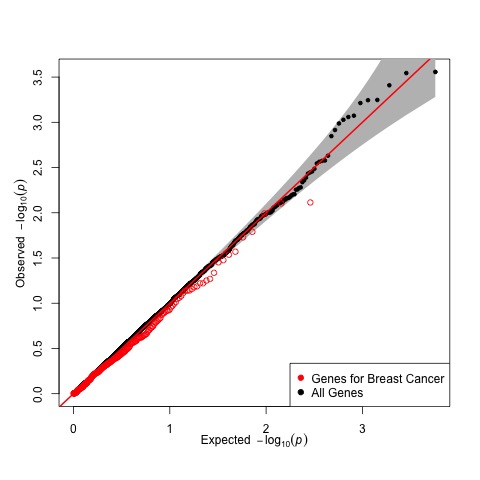 3.5
3.0
2.5
2.0
1.5
1.0
0.5
0.0
Observed −log₁₀(p)
Genes for Breast Cancer
All Genes
0 1 2 3
Expected −log₁₀(p)